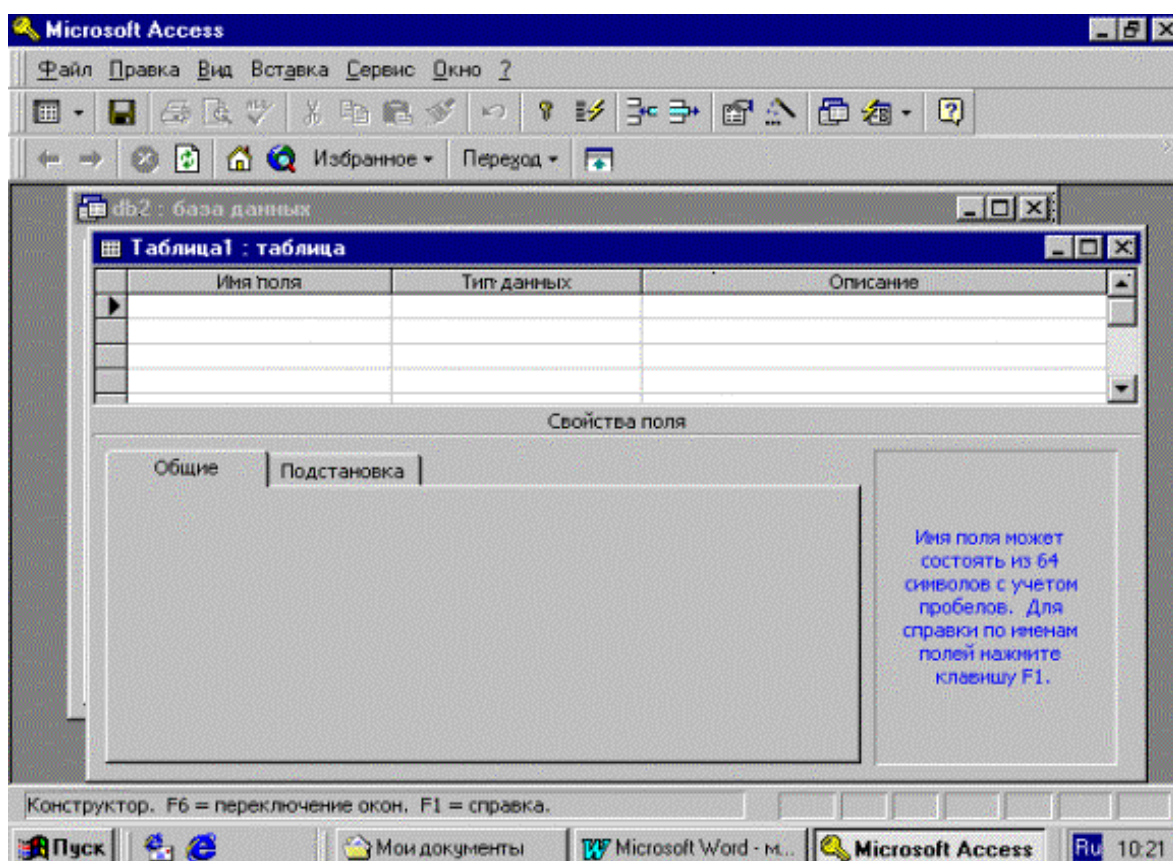 Microsoft Access
Файл Правка Вид Вставка Сервис Окно ?
Избранное Переход
db2 : база данных
Таблица1 : таблица
Имя поля Тип данных Описание
Свойства поля
Общие Подстановка
Имя поля может
состоять из 64
символов с учетом
пробелов. Для
справки по именам
полей нажмите
клавишу F1.
Конструктор. F6 = переключение окон. F1 = справка.
Пуск Мои документы Microsoft Word - м... Microsoft Access Ru 10:21